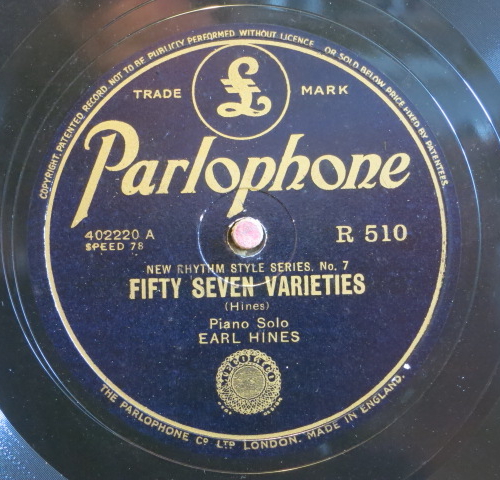 COPYRIGHT. PATENTED RECORD. NOT TO BE PUBLICLY PERFORMED WITHOUT LICENCE OR SOLD BELOW PRICE FIXED BY PATENTEES.
£
TRADE MARK
Parlophone
402220 A
SPEED 78
R 510
NEW RHYTHM STYLE SERIES. No. 7
FIFTY SEVEN VARIETIES
(Hines)
Piano Solo
EARL HINES
THE PARLOPHONE Co LTD LONDON. MADE IN ENGLAND.